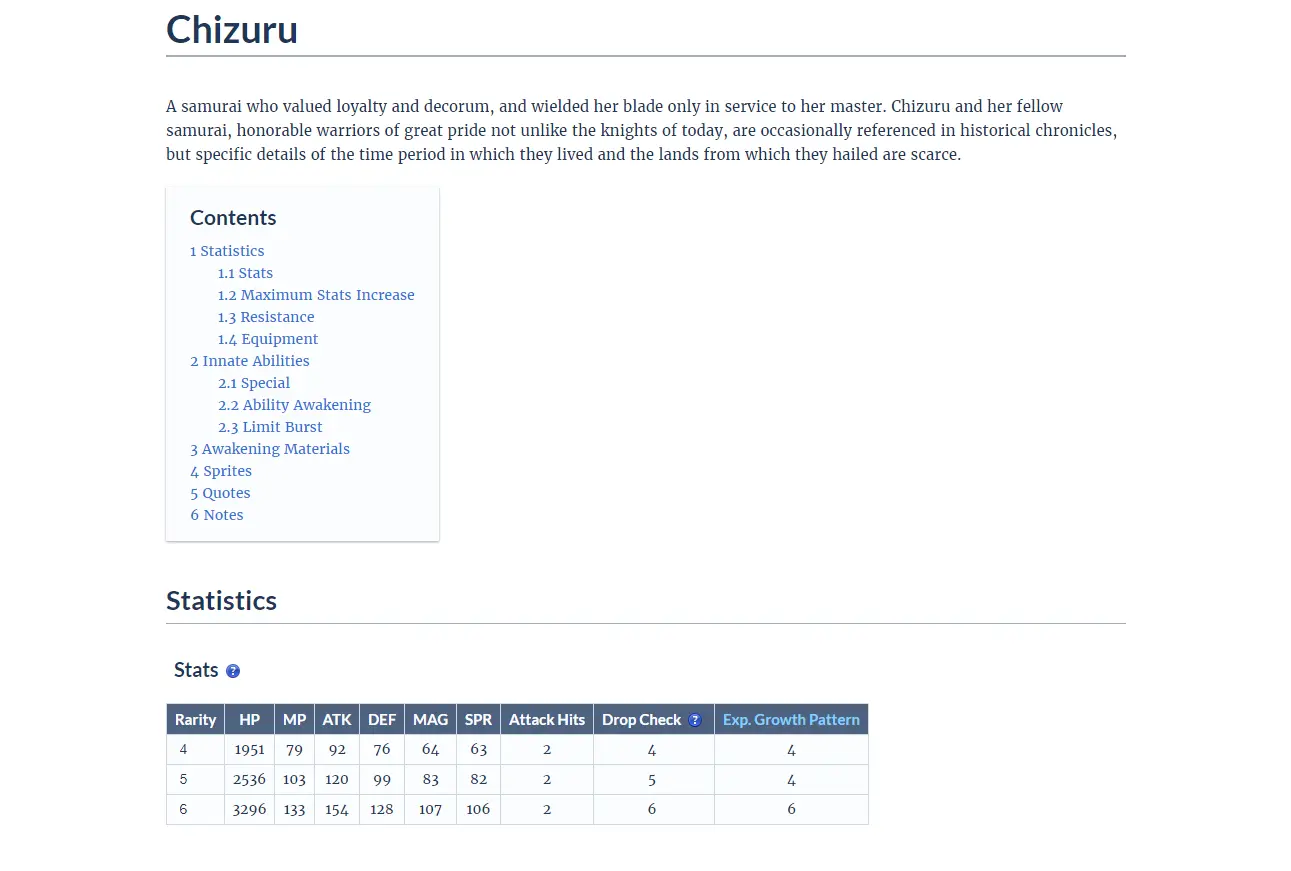 Chizuru
A samurai who valued loyalty and decorum, and wielded her blade only in service to her master. Chizuru and her fellow
samurai, honorable warriors of great pride not unlike the knights of today, are occasionally referenced in historical chronicles,
but specific details of the time period in which they lived and the lands from which they hailed are scarce.
Contents
1 Statistics
1.1 Stats
1.2 Maximum Stats Increase
1.3 Resistance
1.4 Equipment
2 Innate Abilities
2.1 Special
2.2 Ability Awakening
2.3 Limit Burst
3 Awakening Materials
4 Sprites
5 Quotes
6 Notes
Statistics
Stats ?
Rarity HP MP ATK DEF MAG SPR Attack Hits Drop Check ? Exp. Growth Pattern
4 1951 79 92 76 64 63 2 4 4
5 2536 103 120 99 83 82 2 5 4
6 3296 133 154 128 107 106 2 6 6